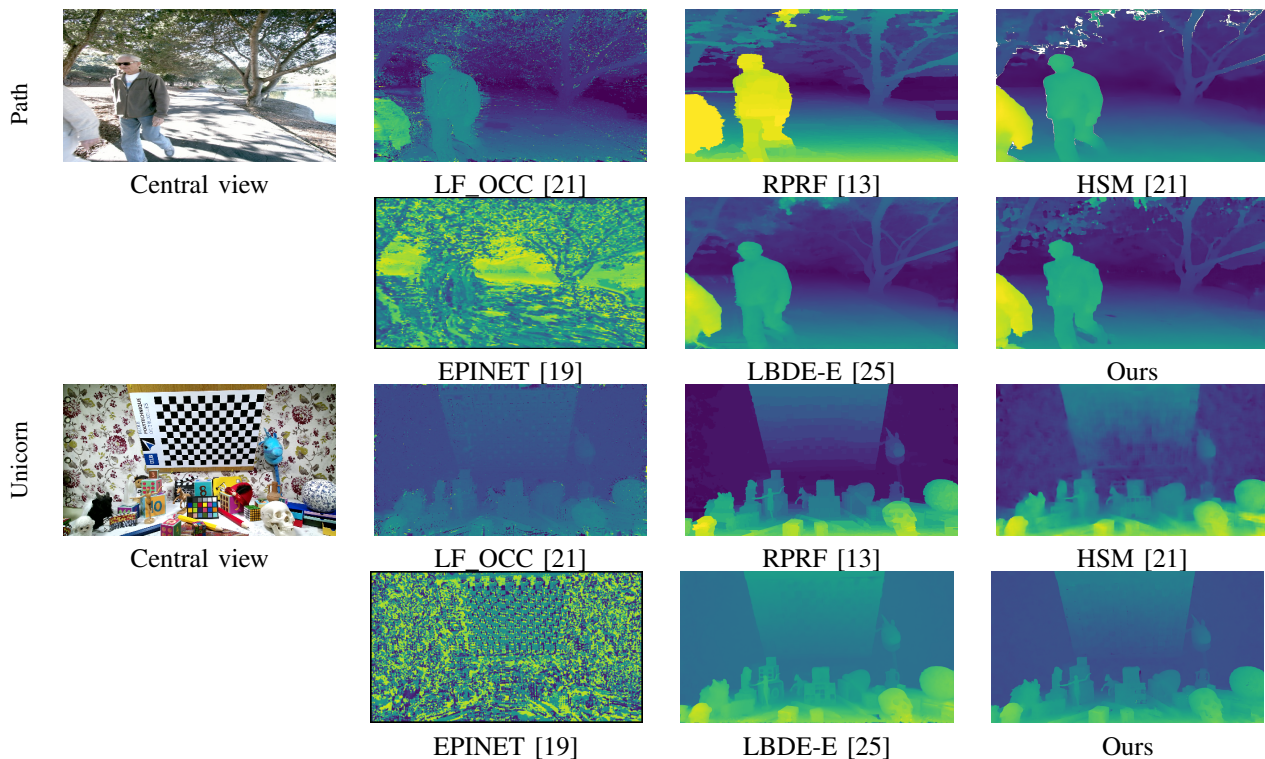 Path
Central view
LF_OCC [21]
RPRF [13]
HSM [21]
EPINET [19]
LBDE-E [25]
Ours
Unicorn
Central view
LF_OCC [21]
RPRF [13]
HSM [21]
EPINET [19]
LBDE-E [25]
Ours